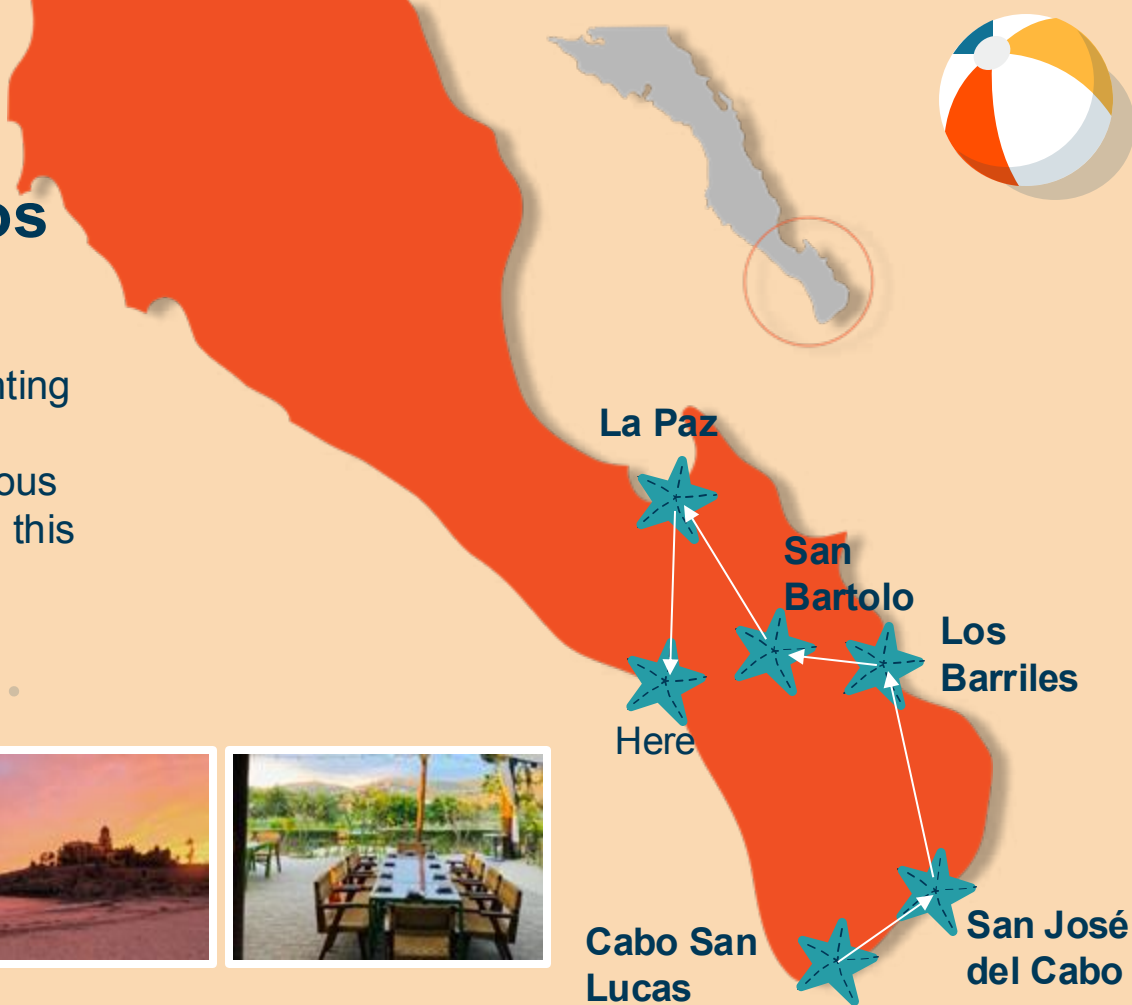 os
nting
ous
this
La Paz
San
Bartolo
Los
Barriles
Here
Cabo San
Lucas
San José
del Cabo